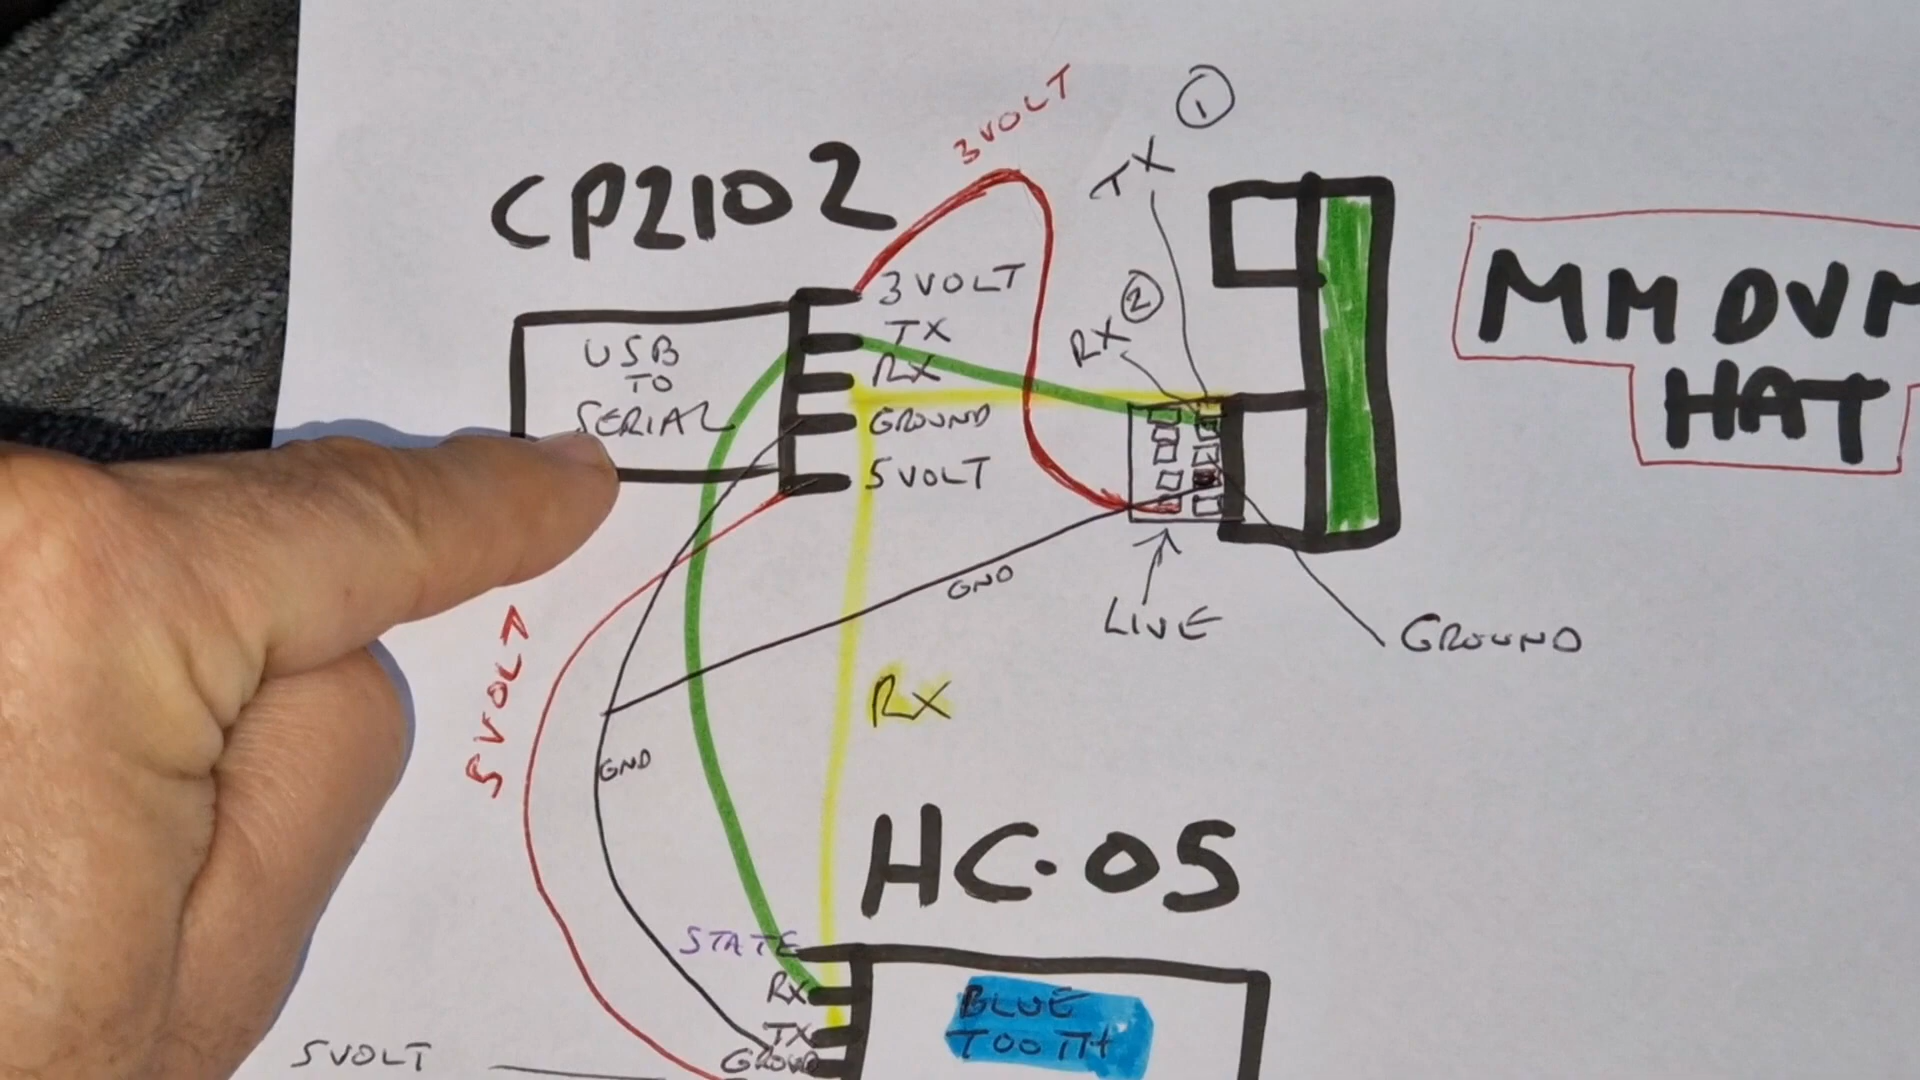 3VOLT
1
TX
CP2102
3VOLT
2
RX
TX
USB
TO
SERIAL
RX
GROUND
5VOLT
MMDVM
HAT
GND
LIVE
GROUND
5VOLT
RX
GND
HC-05
STATE
RX
TX
GROUND
BLUE
TOOTH
5VOLT